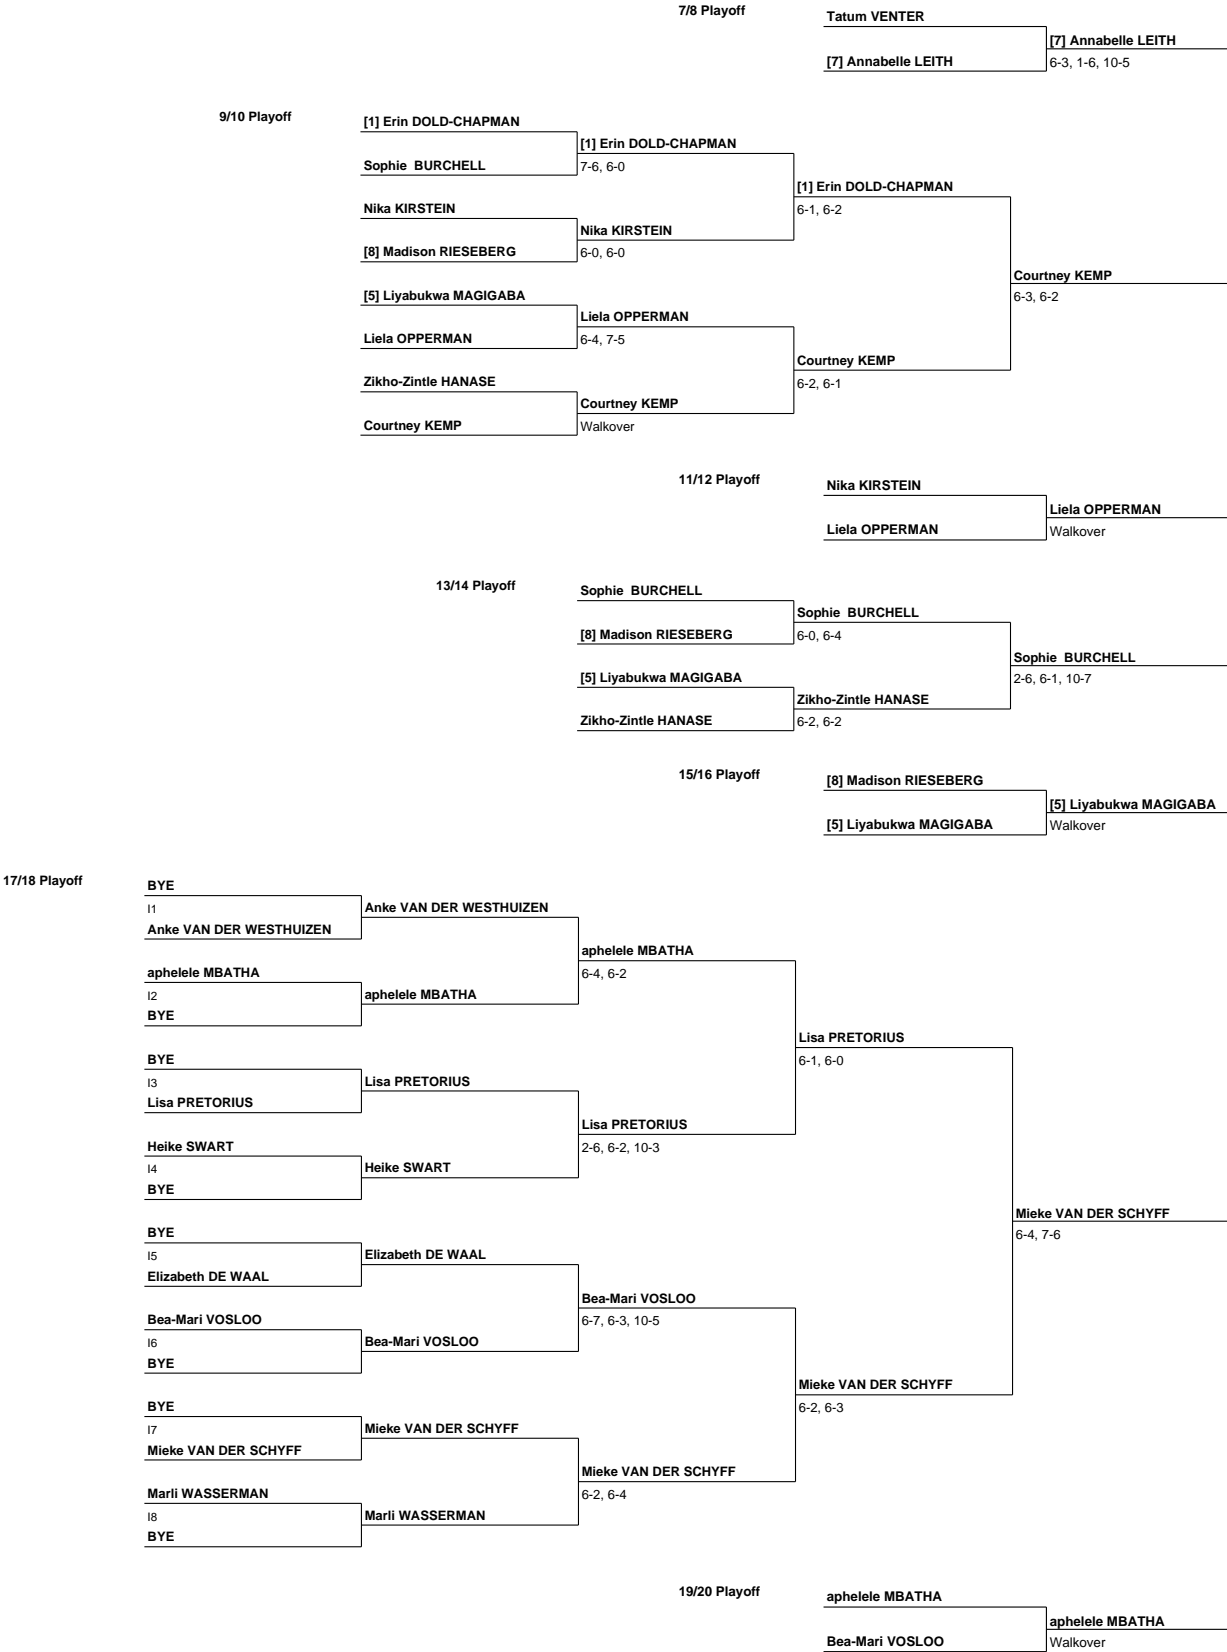 7/8 Playoff
Tatum VENTER
[7] Annabelle LEITH
[7] Annabelle LEITH
6-3, 1-6, 10-5
9/10 Playoff
[1] Erin DOLD-CHAPMAN
[1] Erin DOLD-CHAPMAN
Sophie BURCHELL
7-6, 6-0
[1] Erin DOLD-CHAPMAN
Nika KIRSTEIN
6-1, 6-2
Nika KIRSTEIN
[8] Madison RIESEBERG
6-0, 6-0
Courtney KEMP
[5] Liyabukwa MAGIGABA
6-3, 6-2
Liela OPPERMAN
Liela OPPERMAN
6-4, 7-5
Courtney KEMP
Zikho-Zintle HANASE
6-2, 6-1
Courtney KEMP
Courtney KEMP
Walkover
11/12 Playoff
Nika KIRSTEIN
Liela OPPERMAN
Liela OPPERMAN
Walkover
13/14 Playoff
Sophie BURCHELL
Sophie BURCHELL
[8] Madison RIESEBERG
6-0, 6-4
Sophie BURCHELL
[5] Liyabukwa MAGIGABA
2-6, 6-1, 10-7
Zikho-Zintle HANASE
Zikho-Zintle HANASE
6-2, 6-2
15/16 Playoff
[8] Madison RIESEBERG
[5] Liyabukwa MAGIGABA
[5] Liyabukwa MAGIGABA
Walkover
17/18 Playoff
BYE
I1
Anke VAN DER WESTHUIZEN
Anke VAN DER WESTHUIZEN
aphelele MBATHA
aphelele MBATHA
6-4, 6-2
I2
aphelele MBATHA
BYE
Lisa PRETORIUS
BYE
6-1, 6-0
I3
Lisa PRETORIUS
Lisa PRETORIUS
Lisa PRETORIUS
Heike SWART
2-6, 6-2, 10-3
I4
Heike SWART
BYE
Mieke VAN DER SCHYFF
BYE
6-4, 7-6
I5
Elizabeth DE WAAL
Elizabeth DE WAAL
Bea-Mari VOSLOO
Bea-Mari VOSLOO
6-7, 6-3, 10-5
I6
Bea-Mari VOSLOO
BYE
Mieke VAN DER SCHYFF
BYE
6-2, 6-3
I7
Mieke VAN DER SCHYFF
Mieke VAN DER SCHYFF
Mieke VAN DER SCHYFF
Marli WASSERMAN
6-2, 6-4
I8
Marli WASSERMAN
BYE
19/20 Playoff
aphelele MBATHA
aphelele MBATHA
Bea-Mari VOSLOO
Walkover